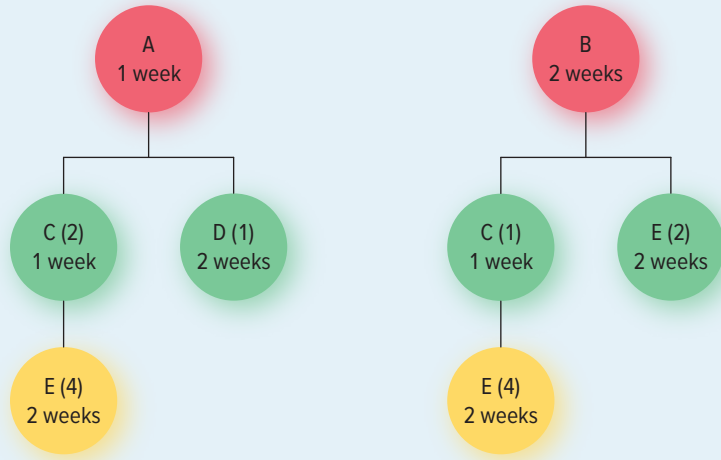 A
1 week
B
2 weeks
C (2)
1 week
D (1)
2 weeks
C (1)
1 week
E (2)
2 weeks
E (4)
2 weeks
E (4)
2 weeks